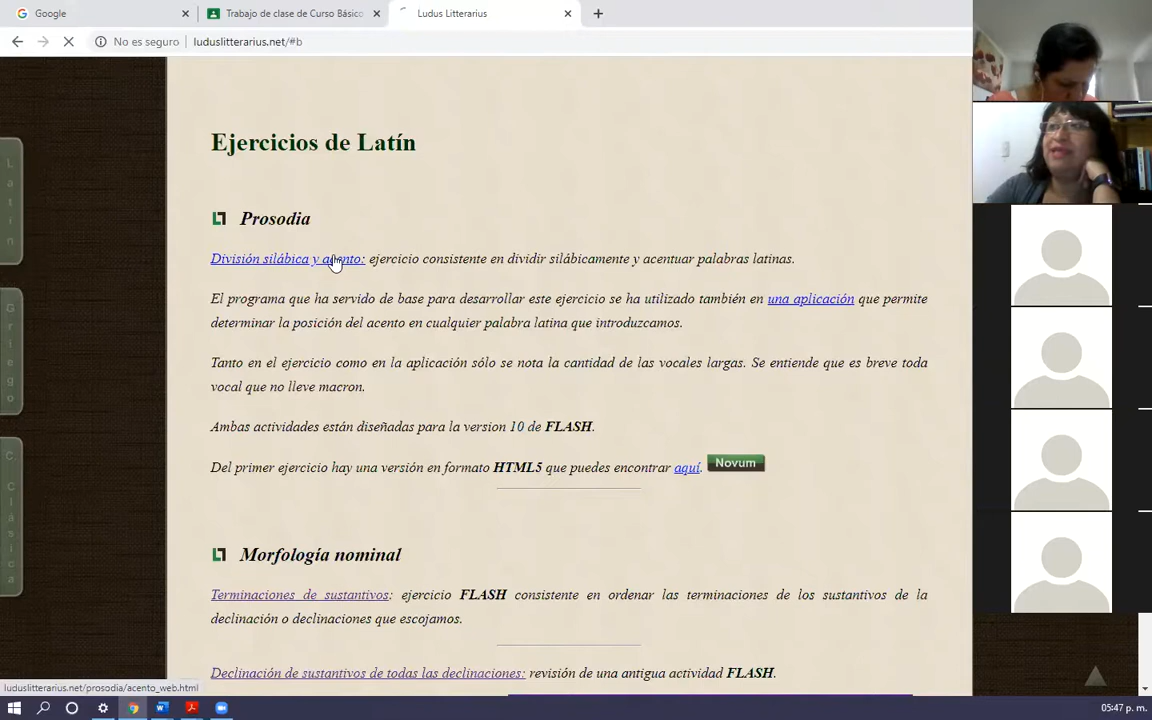 Google
Trabajo de clase de Curso Básico
Ludus Litterarius
No es seguro
luduslitterarius.net/#b
Latín
Griego
C Clásica
Ejercicios de Latín
Prosodia
División silábica y acento: ejercicio consistente en dividir silábicamente y acentuar palabras latinas.
El programa que ha servido de base para desarrollar este ejercicio se ha utilizado también en una aplicación que permite
determinar la posición del acento en cualquier palabra latina que introduzcamos.
Tanto en el ejercicio como en la aplicación sólo se nota la cantidad de las vocales largas. Se entiende que es breve toda
vocal que no lleve macron.
Ambas actividades están diseñadas para la version 10 de FLASH.
Del primer ejercicio hay una versión en formato HTML5 que puedes encontrar aquí. Novum
Morfología nominal
Terminaciones de sustantivos: ejercicio FLASH consistente en ordenar las terminaciones de los sustantivos de la
declinación o declinaciones que escojamos.
Declinación de sustantivos de todas las declinaciones: revisión de una antigua actividad FLASH.
luduslitterarius.net/prosodia/acento_web.html
05:47 p. m.